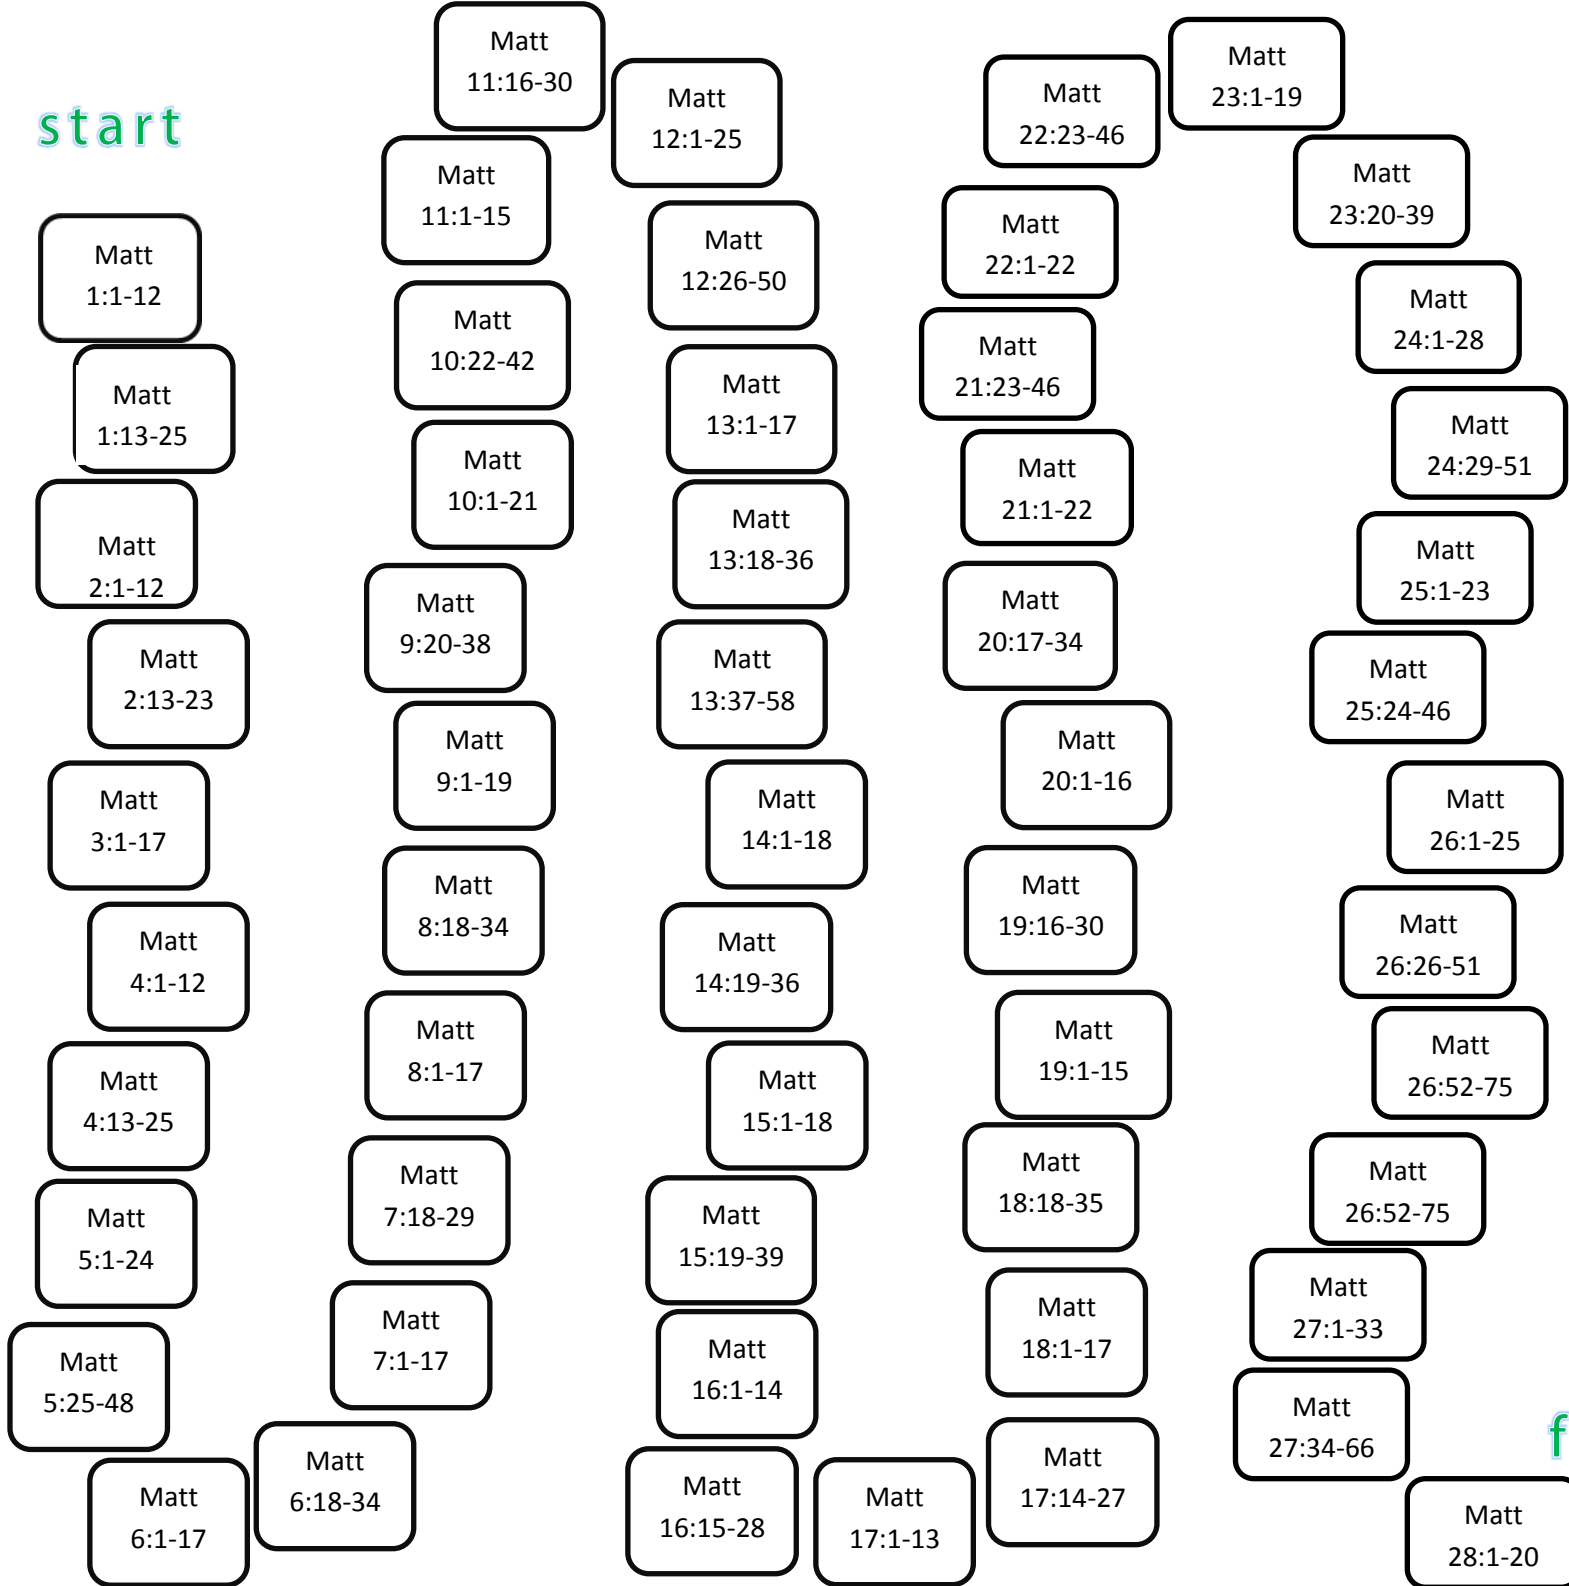 start
Matt
1:1-12
Matt
1:13-25
Matt
2:1-12
Matt
2:13-23
Matt
3:1-17
Matt
4:1-12
Matt
4:13-25
Matt
5:1-24
Matt
5:25-48
Matt
6:1-17
Matt
6:18-34
Matt
7:1-17
Matt
7:18-29
Matt
8:1-17
Matt
8:18-34
Matt
9:1-19
Matt
9:20-38
Matt
10:1-21
Matt
10:22-42
Matt
11:1-15
Matt
11:16-30
Matt
12:1-25
Matt
12:26-50
Matt
13:1-17
Matt
13:18-36
Matt
13:37-58
Matt
14:1-18
Matt
14:19-36
Matt
15:1-18
Matt
15:19-39
Matt
16:1-14
Matt
16:15-28
Matt
17:1-13
Matt
17:14-27
Matt
18:1-17
Matt
18:18-35
Matt
19:1-15
Matt
19:16-30
Matt
20:1-16
Matt
20:17-34
Matt
21:1-22
Matt
21:23-46
Matt
22:1-22
Matt
22:23-46
Matt
23:1-19
Matt
23:20-39
Matt
24:1-28
Matt
24:29-51
Matt
25:1-23
Matt
25:24-46
Matt
26:1-25
Matt
26:26-51
Matt
26:52-75
Matt
26:52-75
Matt
27:1-33
Matt
27:34-66
f
Matt
28:1-20